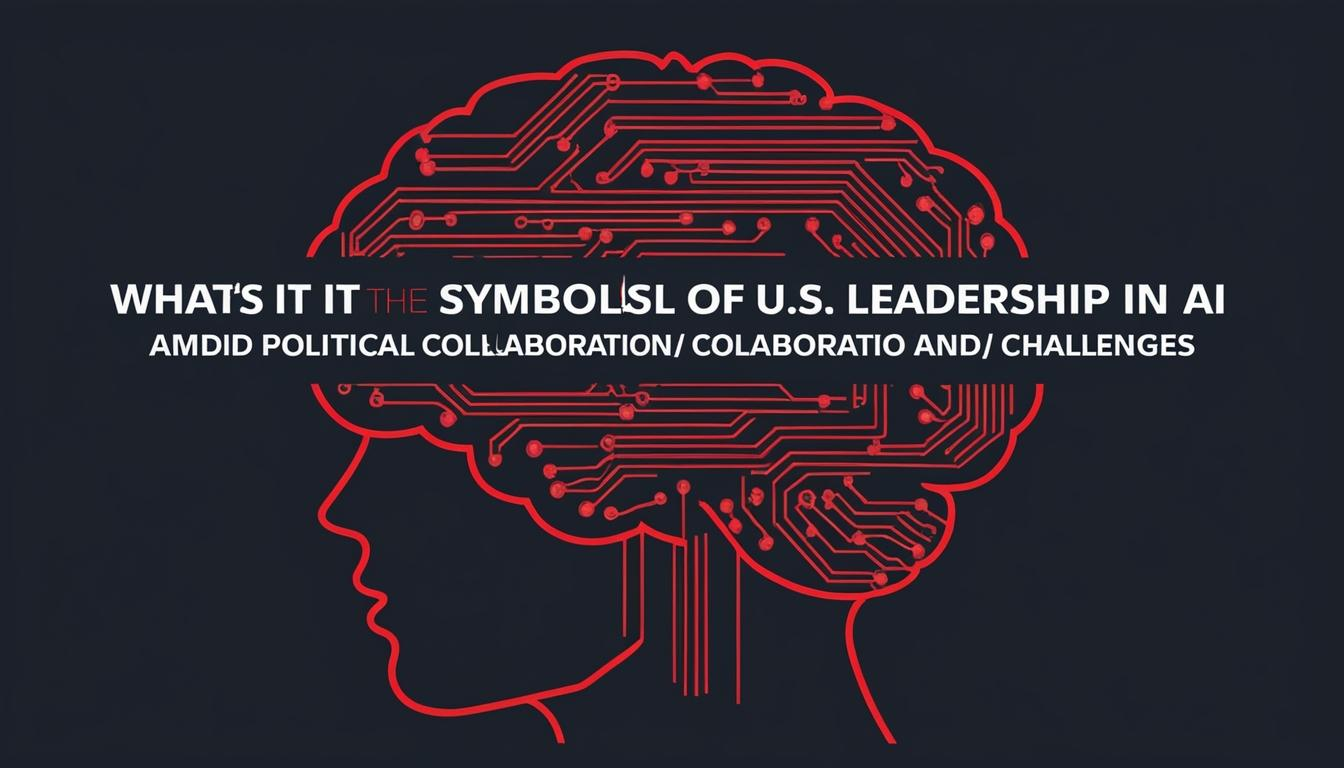 WHAT'S IT IT THE SYMBOLSL OF U.S. LEADERSHIP IN AI
AMDID POLITICAL COLLABORATION/ COLABORATIO AND/ CHALLENGES